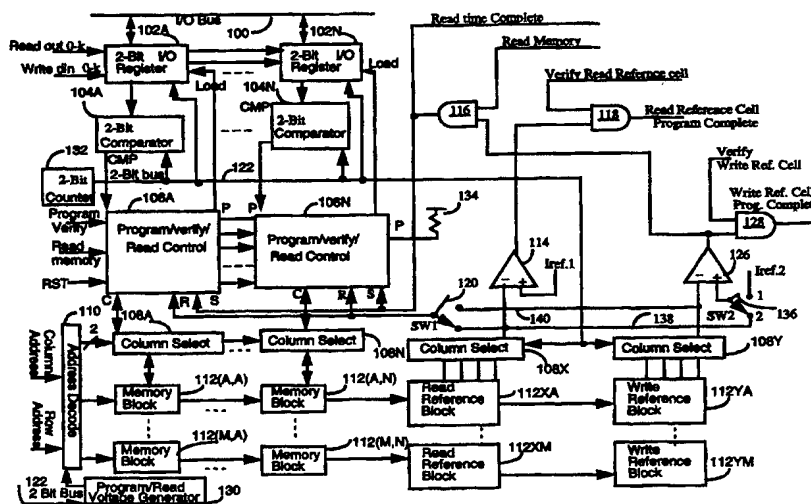 I/O Bus
100
102A
102N
Read out 0-k
Write din 0-k
2-Bit I/O
Register
2-Bit I/O
Register
Load
Load
104A
104N
CMP
2-Bit
Comparator
2-Bit
Comparator
CMP
132
2-Bit
Counter
2-Bit bus
122
106A
106N
P
P
P
134
Program
Verify
Read
memory
RST
Program/verify/
Read Control
Program/verify/
Read Control
C
R
S
C
R
S
110
2
108A
Column Select
Column Select
108N
Column
Address
Row
Address
Address Decode
112(A,A)
112(A,N)
Memory
Block
Memory
Block
112(M,A)
112(M,N)
Memory
Block
Memory
Block
122
2 Bit Bus
Program/Read
Voltage Generator
130
Read time Complete
Read Memory
116
Verify Read Refrence cell
118
Read Reference Cell
Program Complete
Verify
Write Ref. Cell
Write Ref. Cell
Prog. Complete
128
114
Iref.1
126
Iref.2
120
SW1
140
138
SW2
1
2
136
Column Select
108X
Column Select
108Y
Read
Reference
Block
112XA
Write
Reference
Block
112YA
Read
Reference
Block
112XM
Write
Reference
Block
112YM